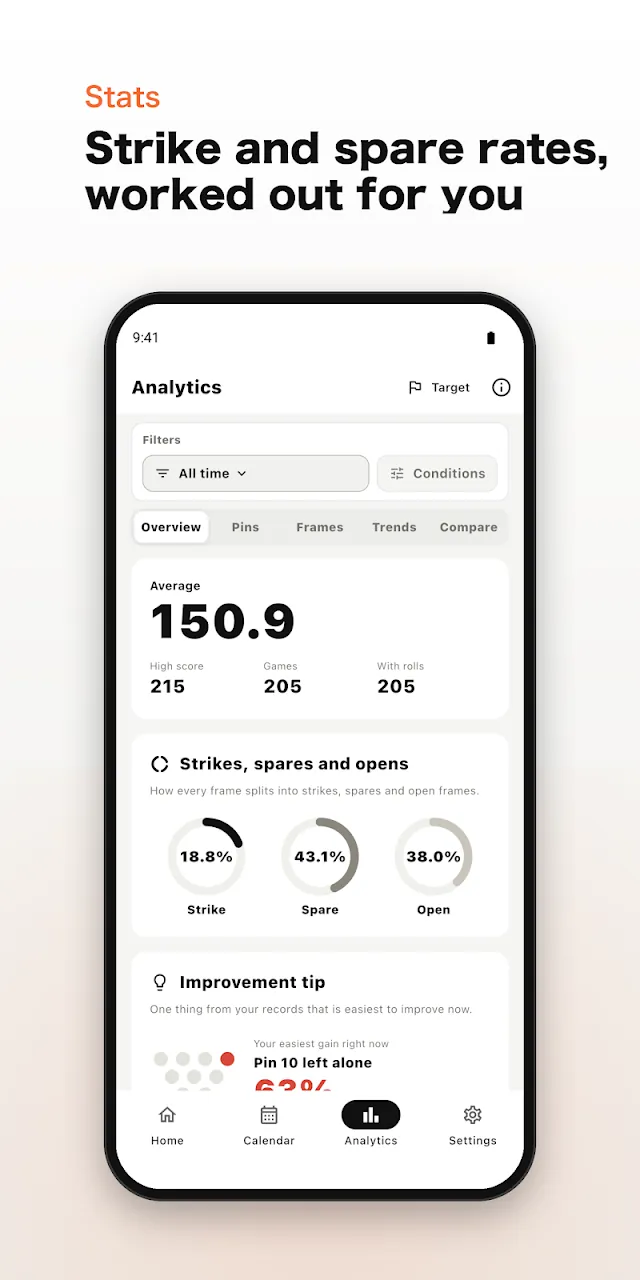 Stats
Strike and spare rates,
worked out for you
9:41
Analytics
Target
Filters
All time
Conditions
Overview
Pins
Frames
Trends
Compare
Average
150.9
High score
Games
With rolls
215
205
205
Strikes, spares and opens
How every frame splits into strikes, spares and open frames.
18.8%
43.1%
38.0%
Strike
Spare
Open
Improvement tip
One thing from your records that is easiest to improve now.
Your easiest gain right now
Pin 10 left alone
Home
Calendar
Analytics
Settings